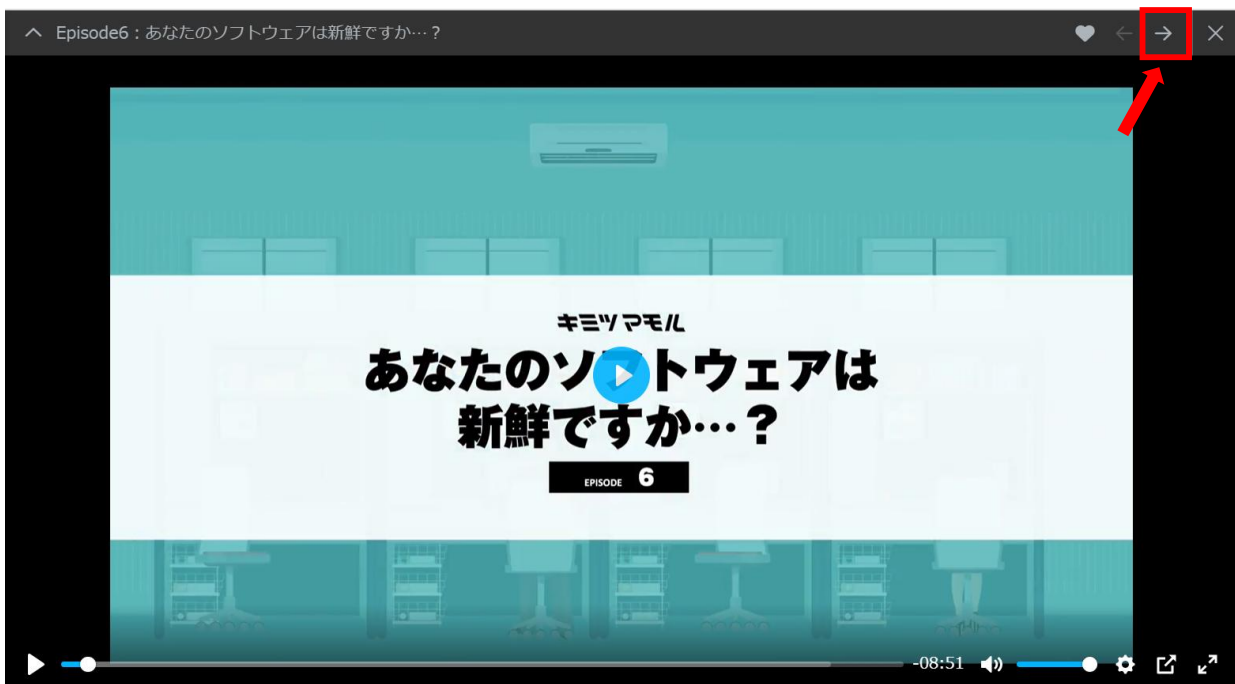 Episode6：あなたのソフトウェアは新鮮ですか…？
キミツ マモル
あなたのソフトウェアは
新鮮ですか…？
EPISODE 6
-08:51